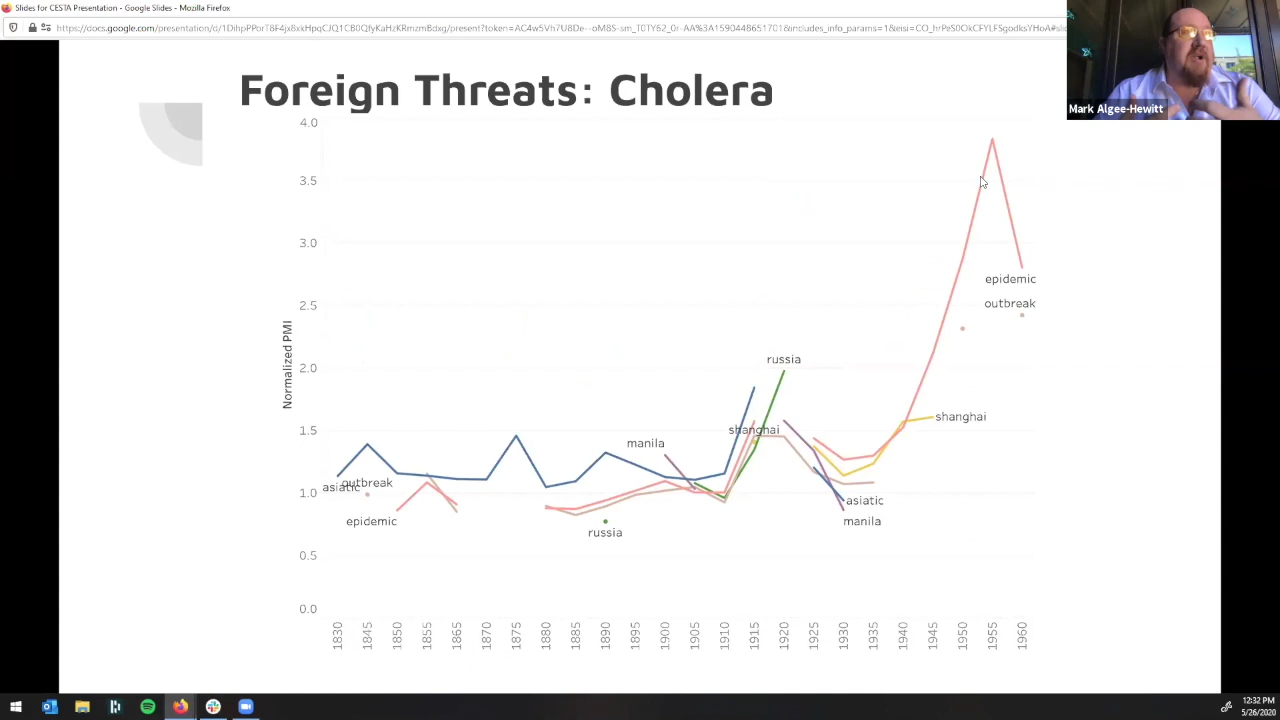 Slides for CESTA Presentation - Google Slides - Mozilla Firefox
Foreign Threats: Cholera
Mark Algee-Hewitt
4.0
3.5
3.0
2.5
2.0
1.5
1.0
0.5
0.0
Normalized PMI
epidemic
outbreak
russia
shanghai
shanghai
manila
outbreak
asiatic
asiatic
epidemic
manila
russia
1830
1845
1850
1855
1865
1870
1875
1880
1885
1890
1895
1900
1905
1910
1915
1920
1925
1930
1935
1940
1945
1950
1955
1960
12:32 PM
5/26/2020